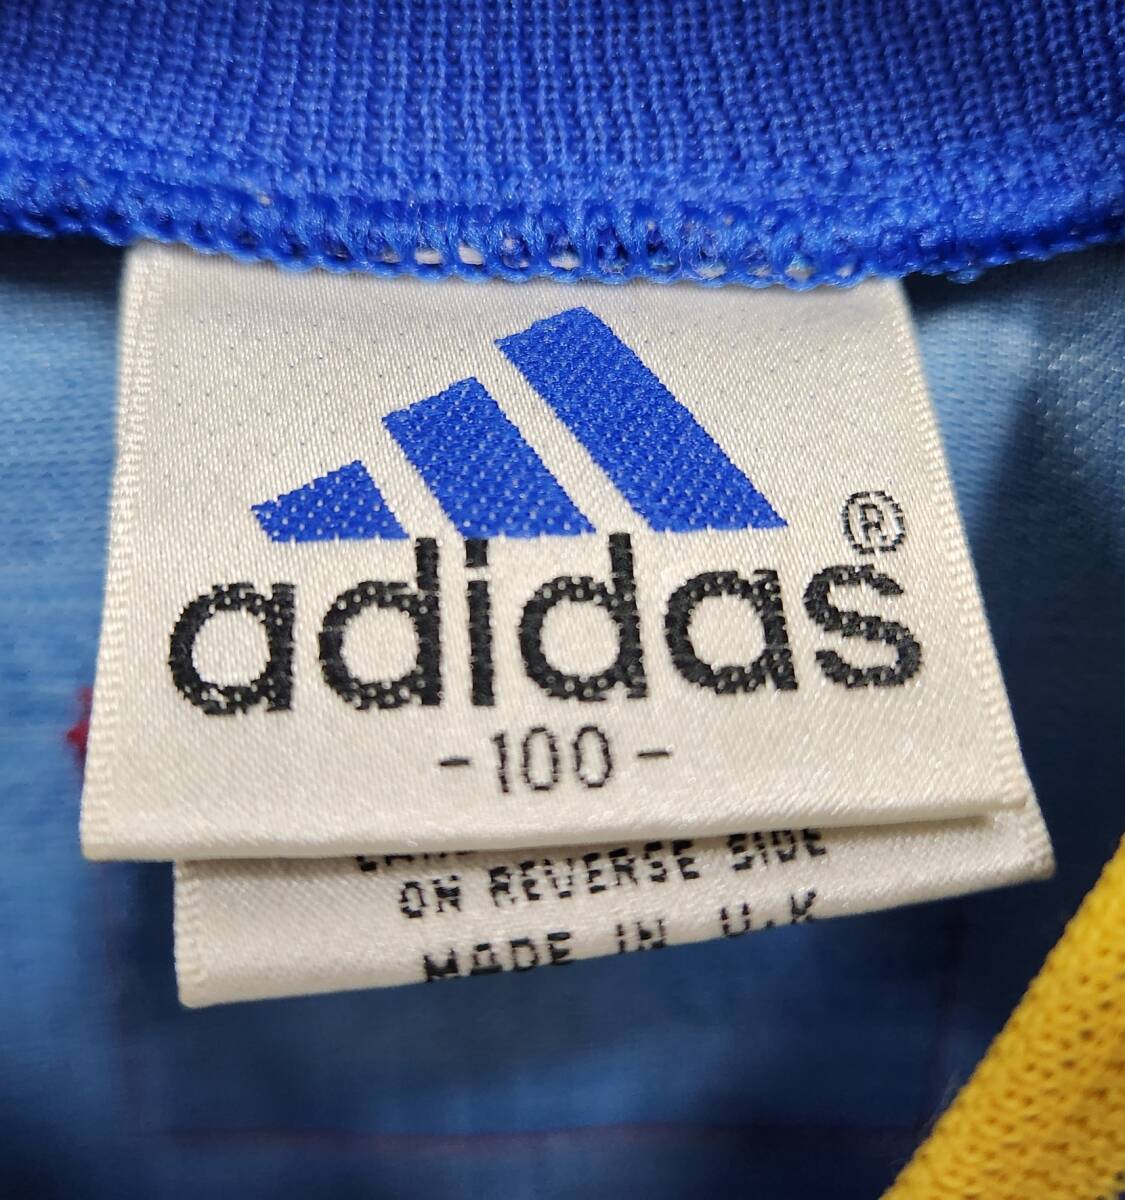 adidas®
-100-
ON REVERSE SIDE
MADE IN U.K